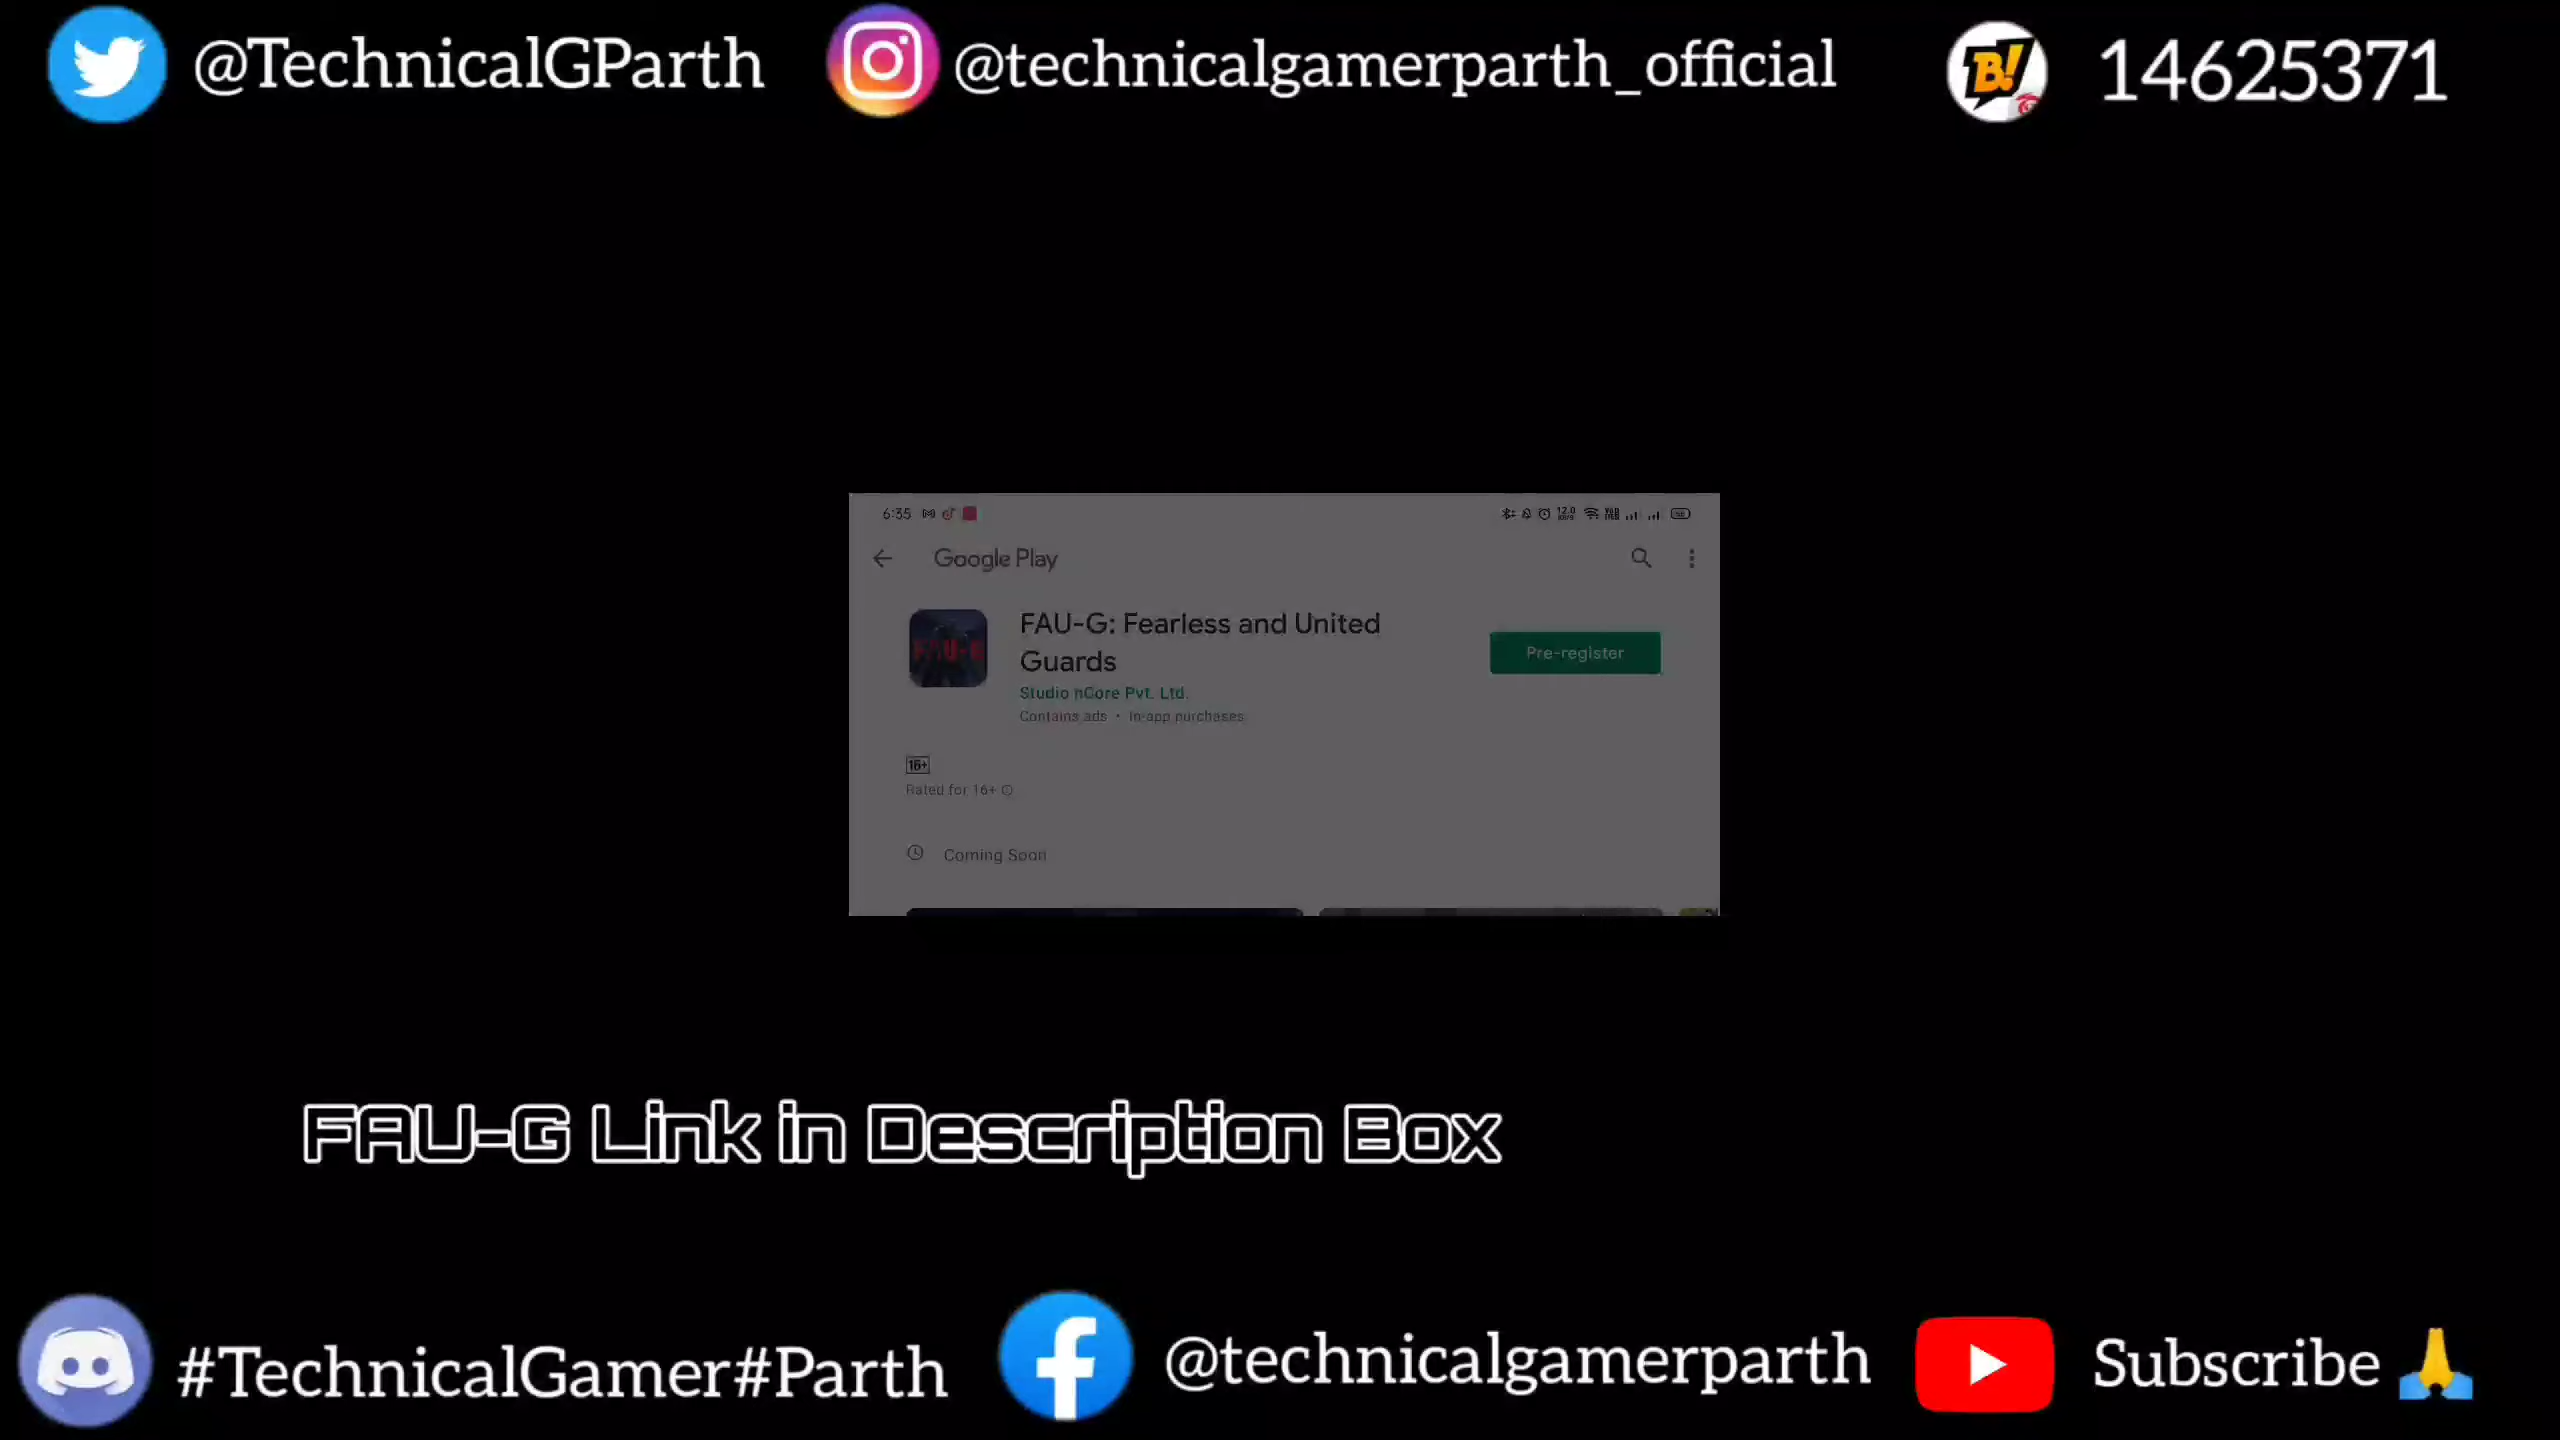 @TechnicalGParth
@technicalgamerparth_official
B!
14625371
6:35
Google Play
FAU-G
FAU-G: Fearless and United
Guards
Pre-register
Studio nCore Pvt. Ltd.
Contains ads • In-app purchases
16+
Rated for 16+
Coming Soon
FAU-G Link in Description Box
#TechnicalGamer#Parth
@technicalgamerparth
Subscribe